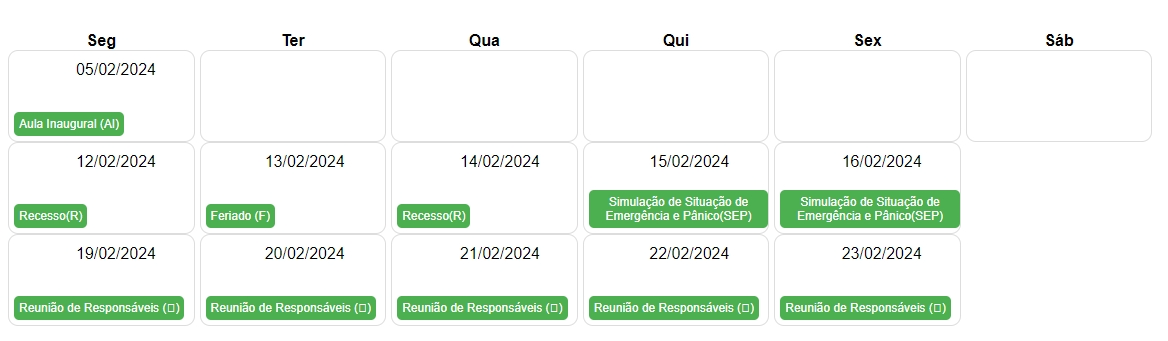 Seg Ter Qua Qui Sex Sáb
05/02/2024
Aula Inaugural (AI)
12/02/2024 13/02/2024 14/02/2024 15/02/2024 16/02/2024
Recesso(R) Feriado (F) Recesso(R) Simulação de Situação de Emergência e Pânico(SEP) Simulação de Situação de Emergência e Pânico(SEP)
19/02/2024 20/02/2024 21/02/2024 22/02/2024 23/02/2024
Reunião de Responsáveis (▯) Reunião de Responsáveis (▯) Reunião de Responsáveis (▯) Reunião de Responsáveis (▯) Reunião de Responsáveis (▯)